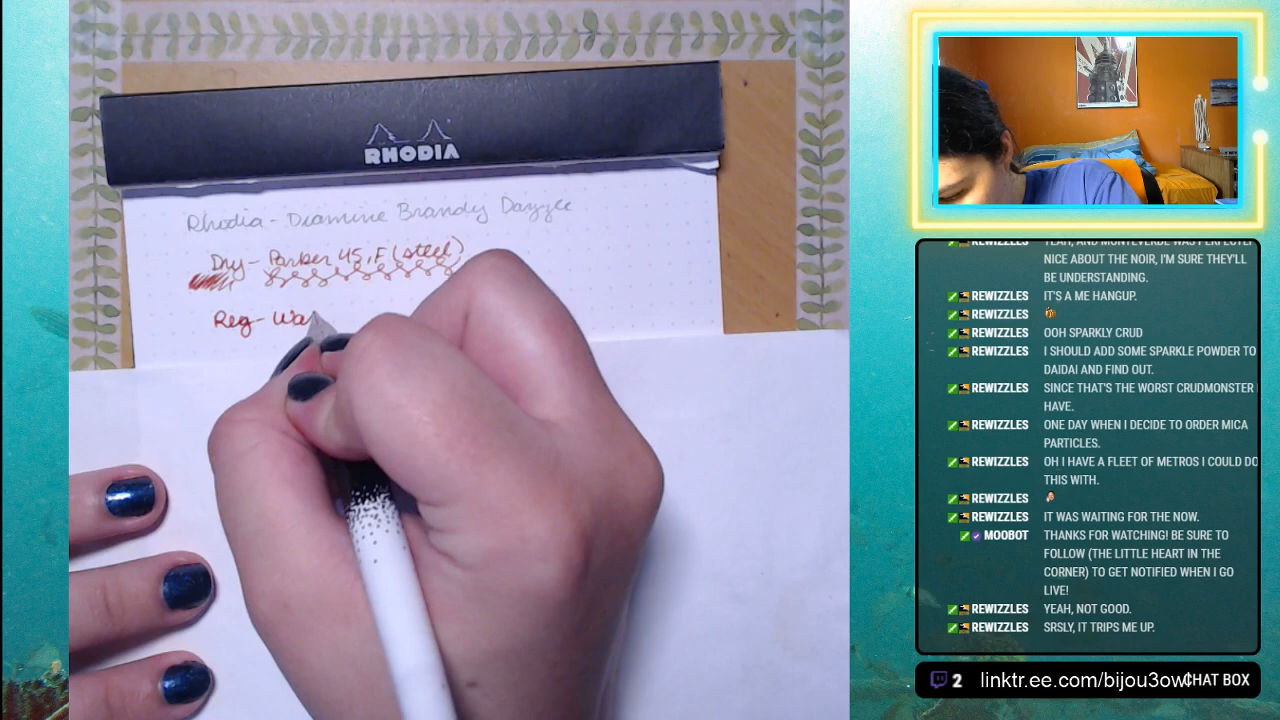 RHODIA
Rhodia - Diamine Brandy Dazzle
Dry - Parker 45, F (steel)
Reg - Wa
REWIZZLES YEAH, AND MONTEVERDE WAS PERFECTLY
NICE ABOUT THE NOIR, I'M SURE THEY'LL
BE UNDERSTANDING.
REWIZZLES IT'S A ME HANGUP.
REWIZZLES
REWIZZLES OOH SPARKLY CRUD
REWIZZLES I SHOULD ADD SOME SPARKLE POWDER TO
DAIDAI AND FIND OUT.
REWIZZLES SINCE THAT'S THE WORST CRUDMONSTER I
HAVE.
REWIZZLES ONE DAY WHEN I DECIDE TO ORDER MICA
PARTICLES.
REWIZZLES OH I HAVE A FLEET OF METROS I COULD DO
THIS WITH.
REWIZZLES
REWIZZLES IT WAS WAITING FOR THE NOW.
MOOBOT THANKS FOR WATCHING! BE SURE TO
FOLLOW (THE LITTLE HEART IN THE
CORNER) TO GET NOTIFIED WHEN I GO
LIVE!
REWIZZLES YEAH, NOT GOOD.
REWIZZLES SRSLY, IT TRIPS ME UP.
2 linktr.ee.com/bijou3owl CHAT BOX